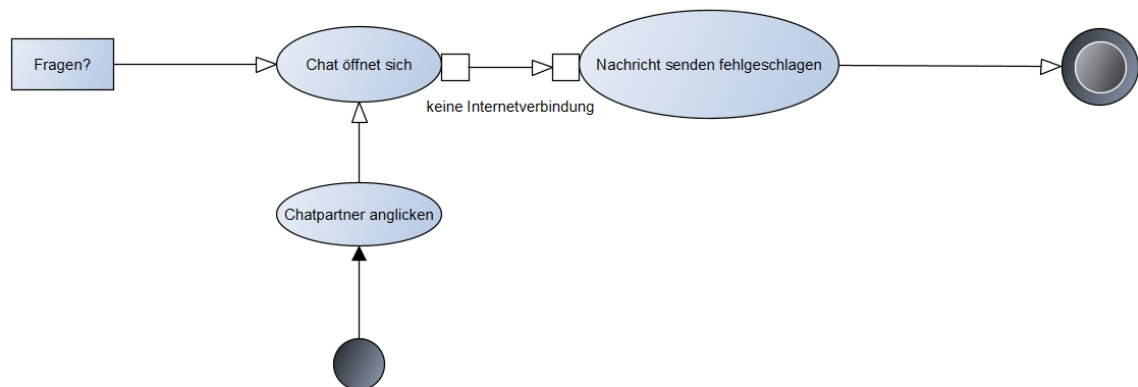 Fragen?
Chat öffnet sich
Nachricht senden fehlgeschlagen
keine Internetverbindung
Chatpartner anglicken